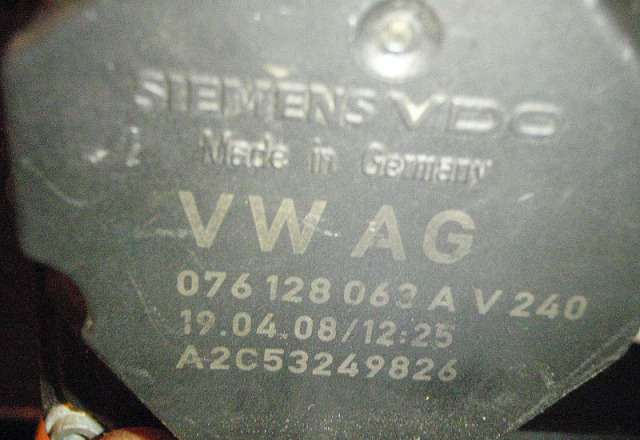 SIEMENS VDO
Made in Germany
VW AG
076 128 063 A V 240
19.04.08/12:25
A2C53249826